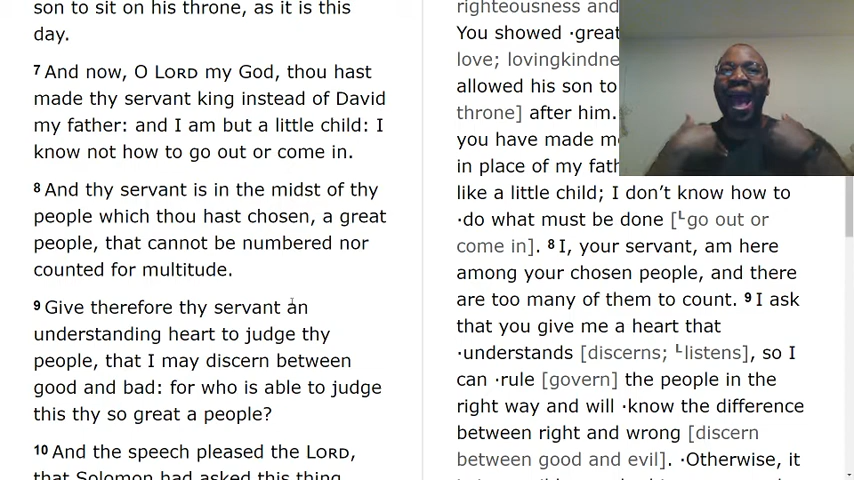 son to sit on his throne, as it is this
day.
7 And now, O LORD my God, thou hast
made thy servant king instead of David
my father: and I am but a little child: I
know not how to go out or come in.
8 And thy servant is in the midst of thy
people which thou hast chosen, a great
people, that cannot be numbered nor
counted for multitude.
9 Give therefore thy servant an
understanding heart to judge thy
people, that I may discern between
good and bad: for who is able to judge
this thy so great a people?
10 And the speech pleased the LORD,
that Solomon had asked this thing.
righteousness and
You showed ·great
love; lovingkindne
allowed his son to
throne] after him.
you have made m
in place of my fath
like a little child; I don’t know how to
·do what must be done [└go out or
come in]. 8 I, your servant, am here
among your chosen people, and there
are too many of them to count. 9 I ask
that you give me a heart that
·understands [discerns; └listens], so I
can ·rule [govern] the people in the
right way and will ·know the difference
between right and wrong [discern
between good and evil]. ·Otherwise, it